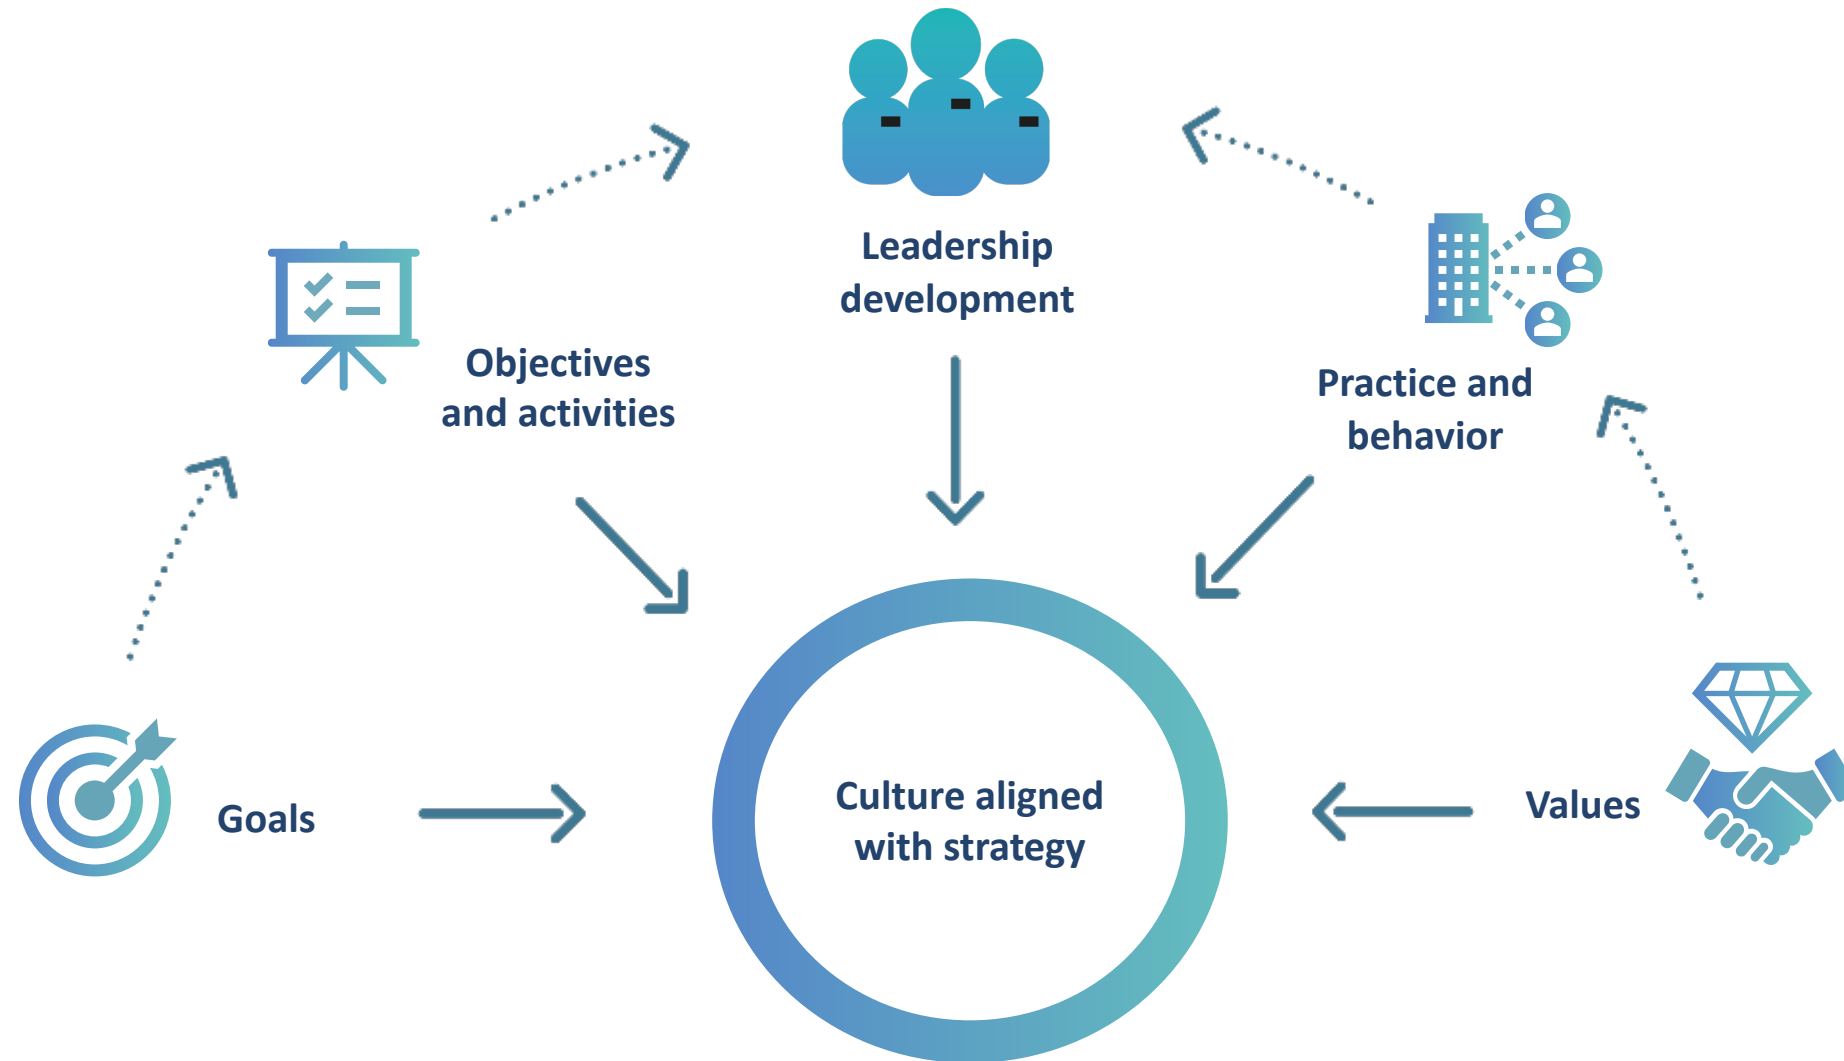 Leadership
development
Objectives
and activities
Practice and
behavior
Goals
Culture aligned
with strategy
Values